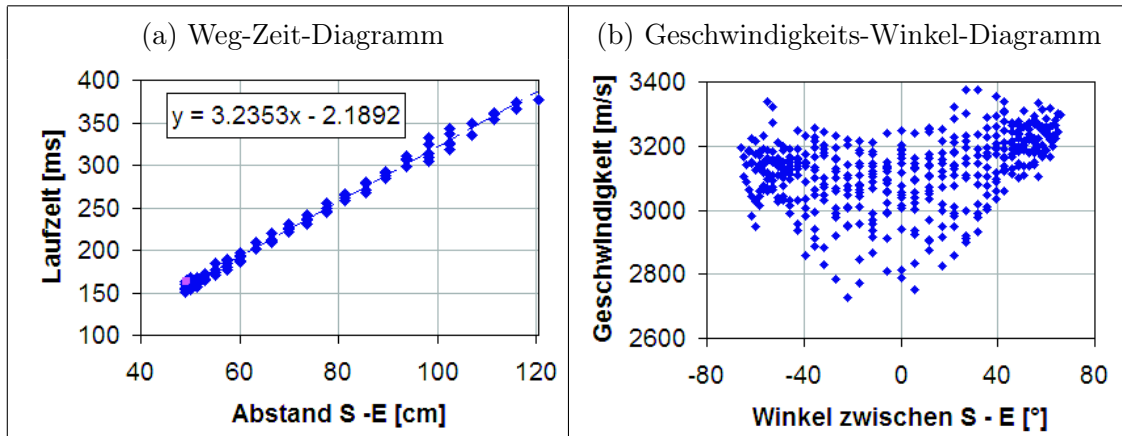 (a) Weg-Zeit-Diagramm
400
350
300
250
200
150
100
Laufzeit [ms]
y = 3.2353x - 2.1892
40 60 80 100 120
Abstand S -E [cm]
(b) Geschwindigkeits-Winkel-Diagramm
3400
3200
3000
2800
2600
Geschwindigkeit [m/s]
-80 -40 0 40 80
Winkel zwischen S - E [°]